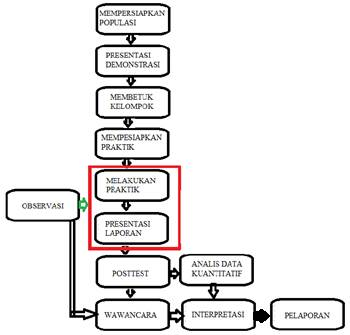 MEMPERSIAPKAN
POPULASI
PRESENTASI
DEMONSTRASI
MEMBETUK
KELOMPOK
MEMPESIAPKAN
PRAKTIK
MELAKUKAN
PRAKTIK
OBSERVASI
PRESENTASI
LAPORAN
POSTTEST
ANALIS DATA
KUANTITATIF
WAWANCARA
INTERPRETASI
PELAPORAN